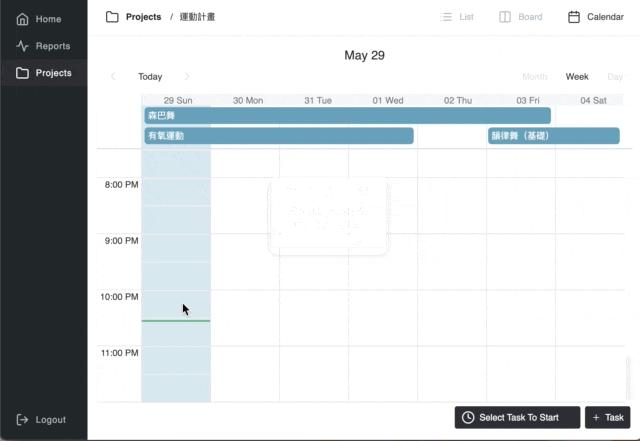 Home
Reports
Projects
Logout
Projects / 運動計畫
List
Board
Calendar
May 29
Today
Month
Week
Day
29 Sun
30 Mon
31 Tue
01 Wed
02 Thu
03 Fri
04 Sat
森巴舞
有氧運動
韻律舞（基礎）
8:00 PM
9:00 PM
10:00 PM
11:00 PM
Select Task To Start
+ Task